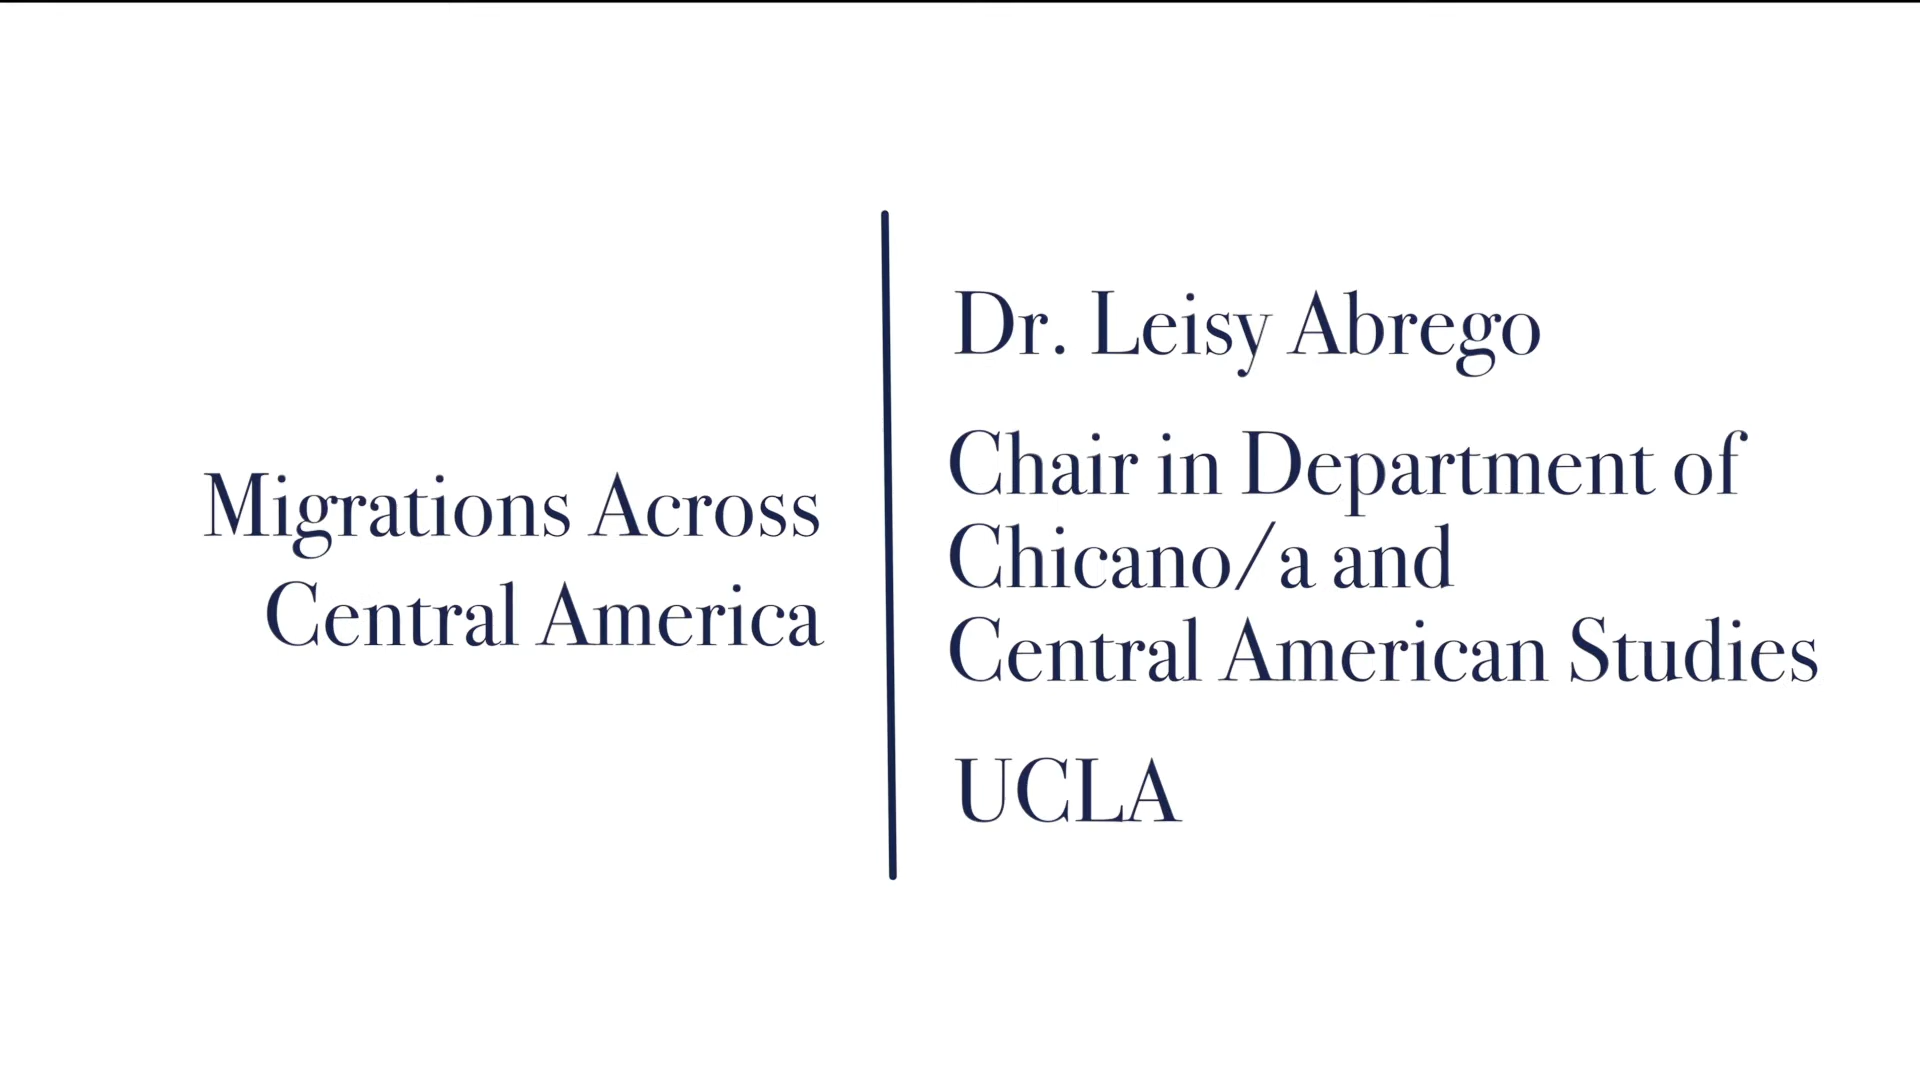 Migrations Across
Central America
Dr. Leisy Abrego
Chair in Department of
Chicano/a and
Central American Studies
UCLA